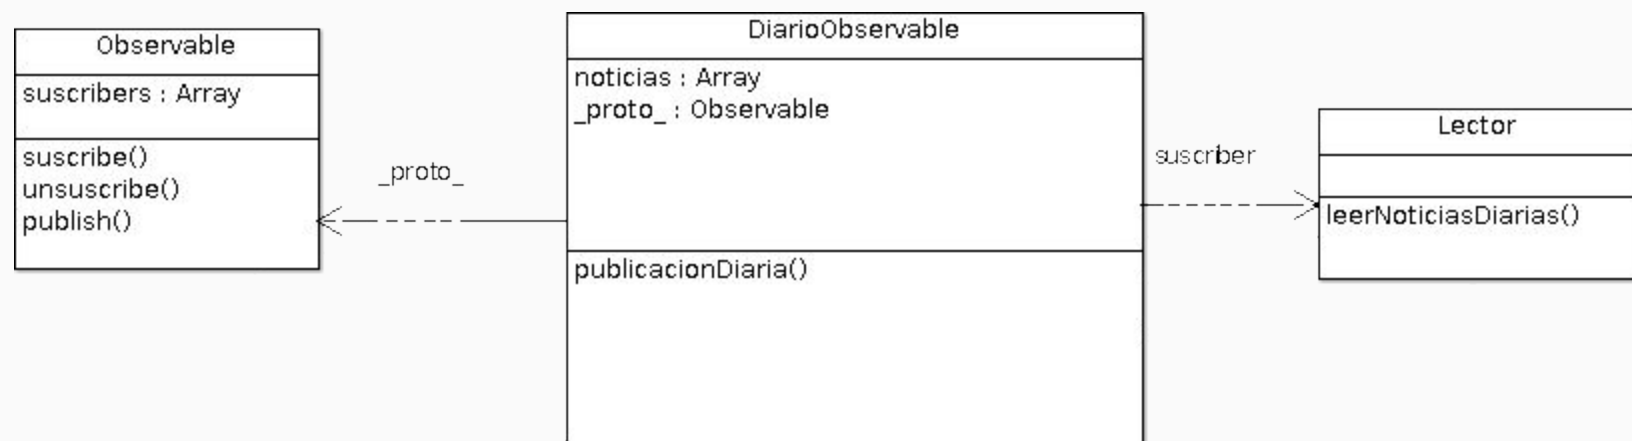 Observable
suscribers : Array
suscribe()
unsuscribe()
publish()
_proto_
DiarioObservable
noticias : Array
_proto_ : Observable
publicacionDiaria()
suscriber
Lector
leerNoticiasDiarias()